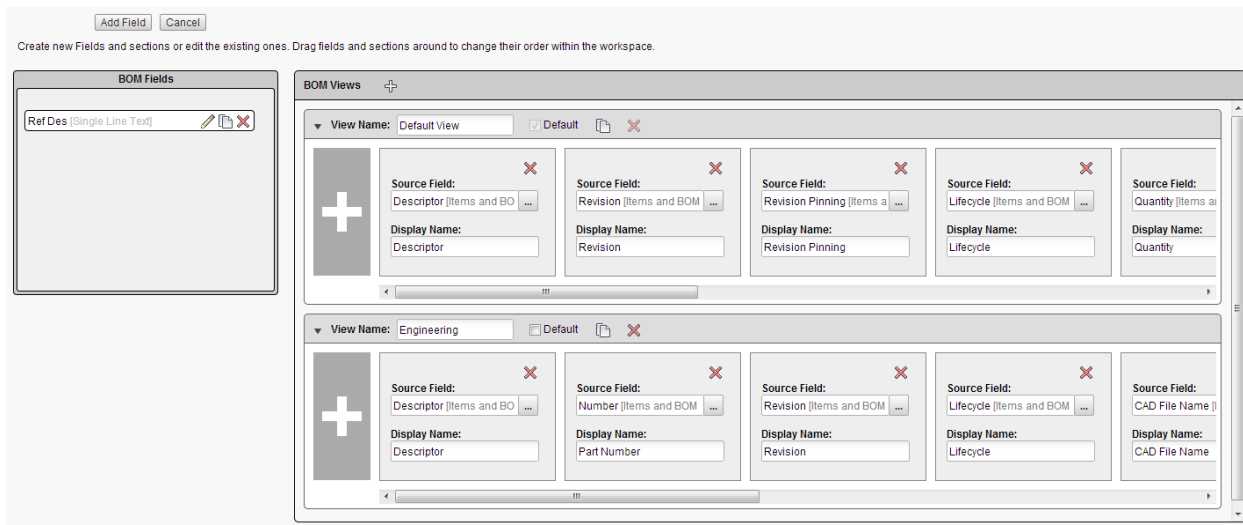 Add Field Cancel
Create new Fields and sections or edit the existing ones. Drag fields and sections around to change their order within the workspace.
BOM Fields
Ref Des [Single Line Text]
BOM Views
View Name: Default View Default
Source Field: Source Field: Source Field: Source Field: Source Field:
Descriptor [Items and BO ... Revision [Items and BOM ... Revision Pinning [Items a ... Lifecycle [Items and BOM ... Quantity [Items a
Display Name: Display Name: Display Name: Display Name: Display Name:
Descriptor Revision Revision Pinning Lifecycle Quantity
View Name: Engineering Default
Source Field: Source Field: Source Field: Source Field: Source Field:
Descriptor [Items and BO ... Number [Items and BOM ... Revision [Items and BOM ... Lifecycle [Items and BOM ... CAD File Name [
Display Name: Display Name: Display Name: Display Name: Display Name:
Descriptor Part Number Revision Lifecycle CAD File Name